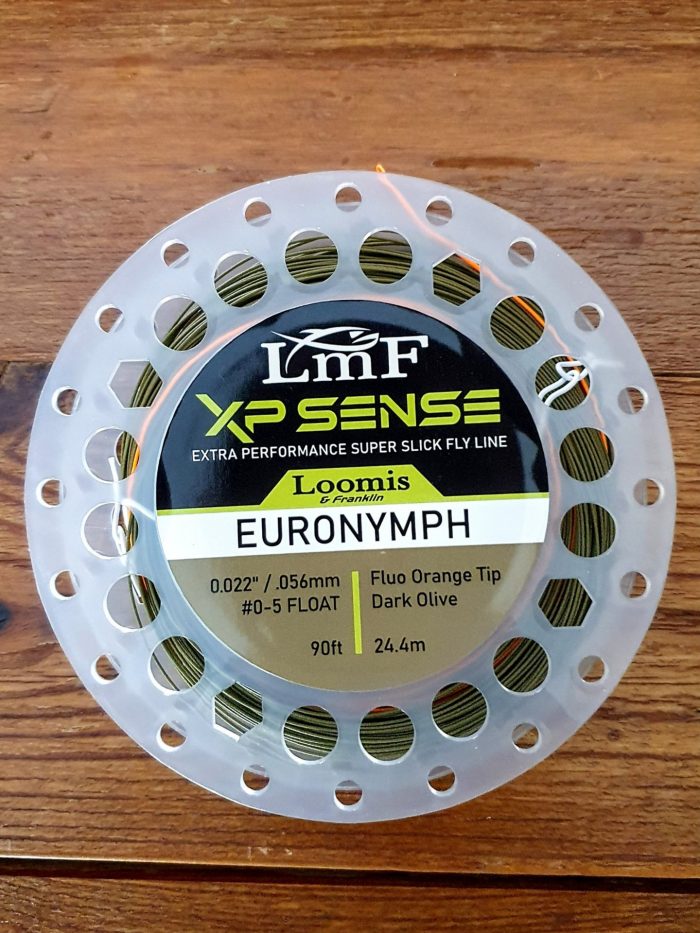 LmF
XP SENSE
EXTRA PERFORMANCE SUPER SLICK FLY LINE
Loomis
& Franklin
EURONYMPH
0.022" / .056mm
#0-5 FLOAT
90ft
Fluo Orange Tip
Dark Olive
24.4m